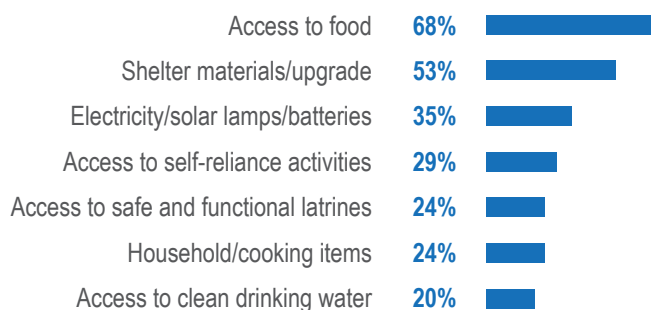 Access to food 68%
Shelter materials/upgrade 53%
Electricity/solar lamps/batteries 35%
Access to self-reliance activities 29%
Access to safe and functional latrines 24%
Household/cooking items 24%
Access to clean drinking water 20%